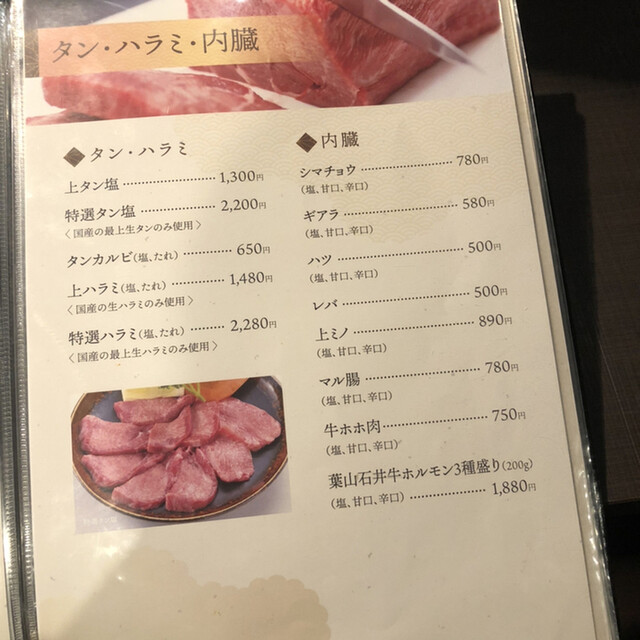 タン・ハラミ・内臓
◆タン・ハラミ
上タン塩 1,300円
特選タン塩 2,200円
〈国産の最上生タンのみ使用〉
タンカルビ(塩、たれ) 650円
上ハラミ(塩、たれ) 1,480円
〈国産の生ハラミのみ使用〉
特選ハラミ(塩、たれ) 2,280円
〈国産の最上生ハラミのみ使用〉
◆内臓
シマチョウ 780円
(塩、甘口、辛口)
ギアラ 580円
(塩、甘口、辛口)
ハツ 500円
(塩、甘口、辛口)
レバ 500円
上ミノ 890円
(塩、甘口、辛口)
マル腸 780円
(塩、甘口、辛口)
牛ホホ肉 750円
(塩、甘口、辛口)
葉山石井牛ホルモン3種盛り(200g)
(塩、甘口、辛口) 1,880円